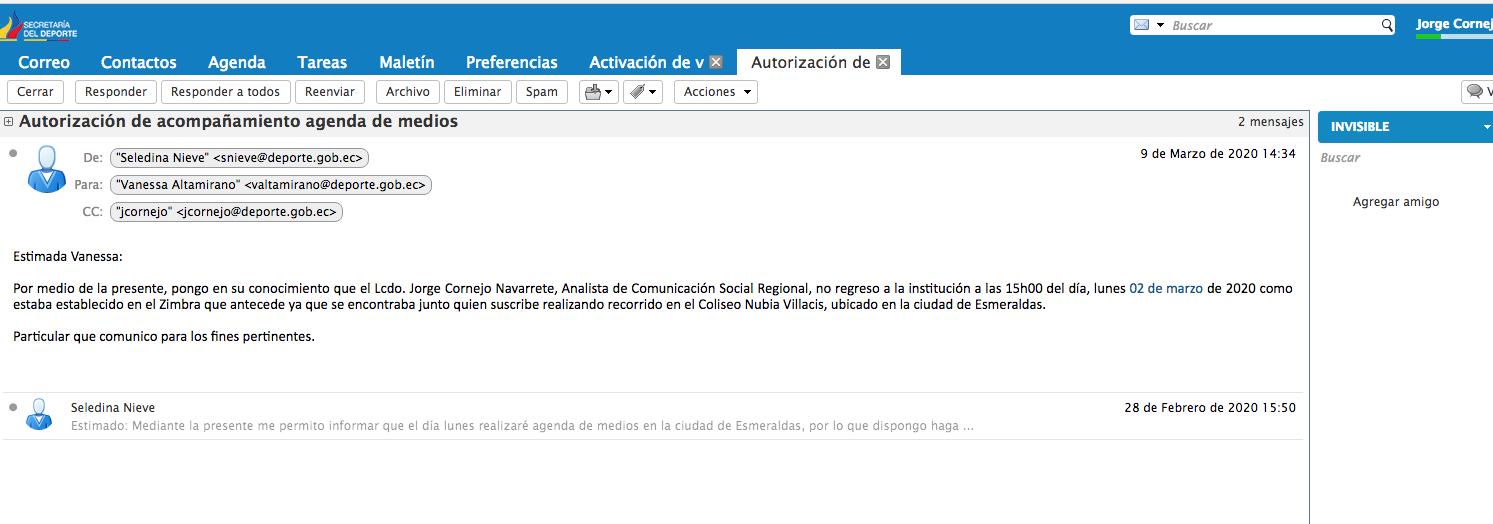 SECRETARÍA
DEL DEPORTE
Buscar
Jorge Cornej
Correo Contactos Agenda Tareas Maletín Preferencias Activación de v Autorización de
Cerrar Responder Responder a todos Reenviar Archivo Eliminar Spam Acciones V
Autorización de acompañamiento agenda de medios 2 mensajes
INVISIBLE
Buscar
Agregar amigo
De: "Seledina Nieve" <snieve@deporte.gob.ec> 9 de Marzo de 2020 14:34
Para: "Vanessa Altamirano" <valtamirano@deporte.gob.ec>
CC: "jcornejo" <jcornejo@deporte.gob.ec>
Estimada Vanessa:
Por medio de la presente, pongo en su conocimiento que el Lcdo. Jorge Cornejo Navarrete, Analista de Comunicación Social Regional, no regreso a la institución a las 15h00 del día, lunes 02 de marzo de 2020 como
estaba establecido en el Zimbra que antecede ya que se encontraba junto quien suscribe realizando recorrido en el Coliseo Nubia Villacis, ubicado en la ciudad de Esmeraldas.
Particular que comunico para los fines pertinentes.
Seledina Nieve 28 de Febrero de 2020 15:50
Estimado: Mediante la presente me permito informar que el día lunes realizaré agenda de medios en la ciudad de Esmeraldas, por lo que dispongo haga ...